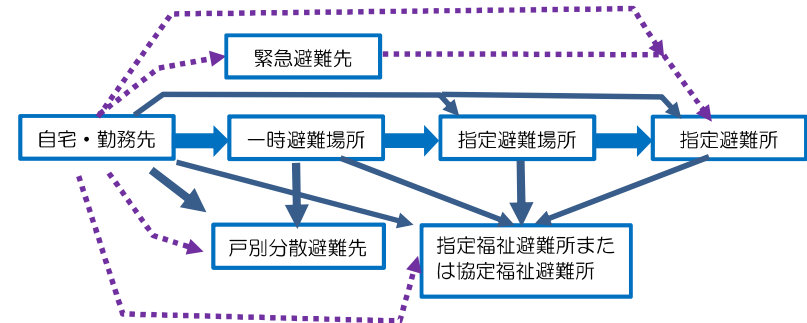 緊急避難先
自宅・勤務先
一時避難場所
指定避難場所
指定避難所
戸別分散避難先
指定福祉避難所また
は協定福祉避難所